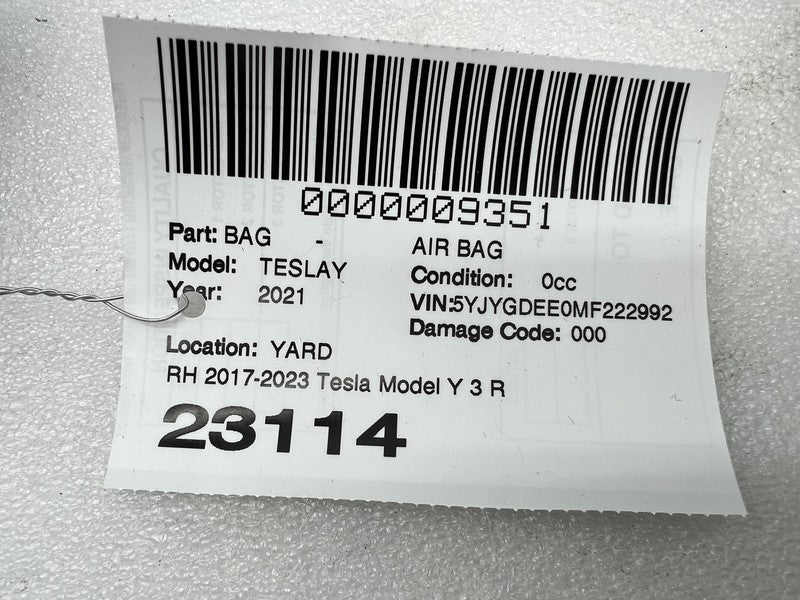 0000009351
Part: BAG - AIR BAG
Model: TESLAY Condition: 0cc
Year: 2021 VIN:5YJYGDEE0MF222992
Damage Code: 000
Location: YARD
RH 2017-2023 Tesla Model Y 3 R
23114